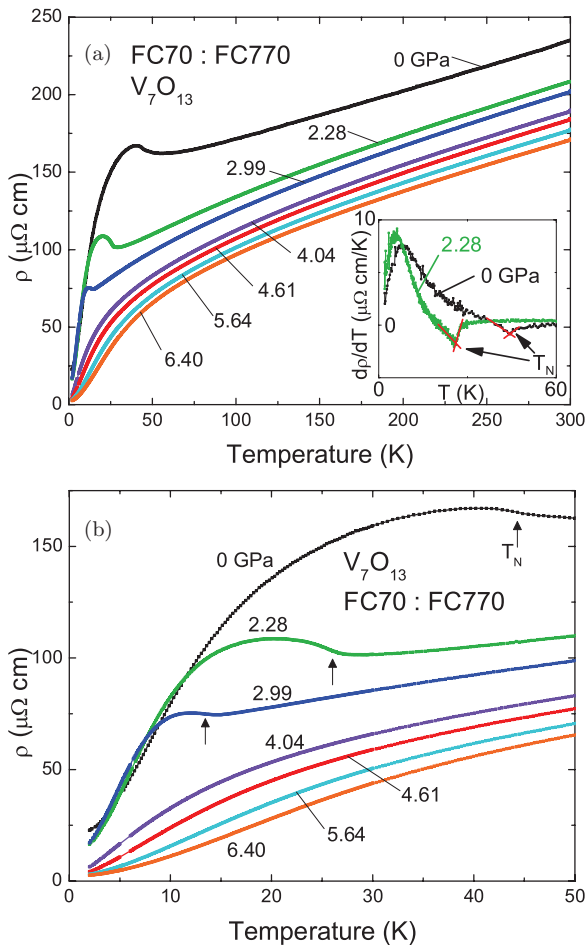 (a)
FC70 : FC770
V₇O₁₃
0 GPa
2.28
2.99
4.04
4.61
5.64
6.40
ρ (μΩ cm)
250
200
150
100
50
0
0 50 100 150 200 250 300
Temperature (K)
10
0
dρ/dT (μΩ cm/K)
2.28
0 GPa
T_N
0 T (K) 60
(b)
0 GPa
V₇O₁₃
FC70 : FC770
T_N
2.28
2.99
4.04
4.61
5.64
6.40
ρ (μΩ cm)
150
100
50
0
0 10 20 30 40 50
Temperature (K)